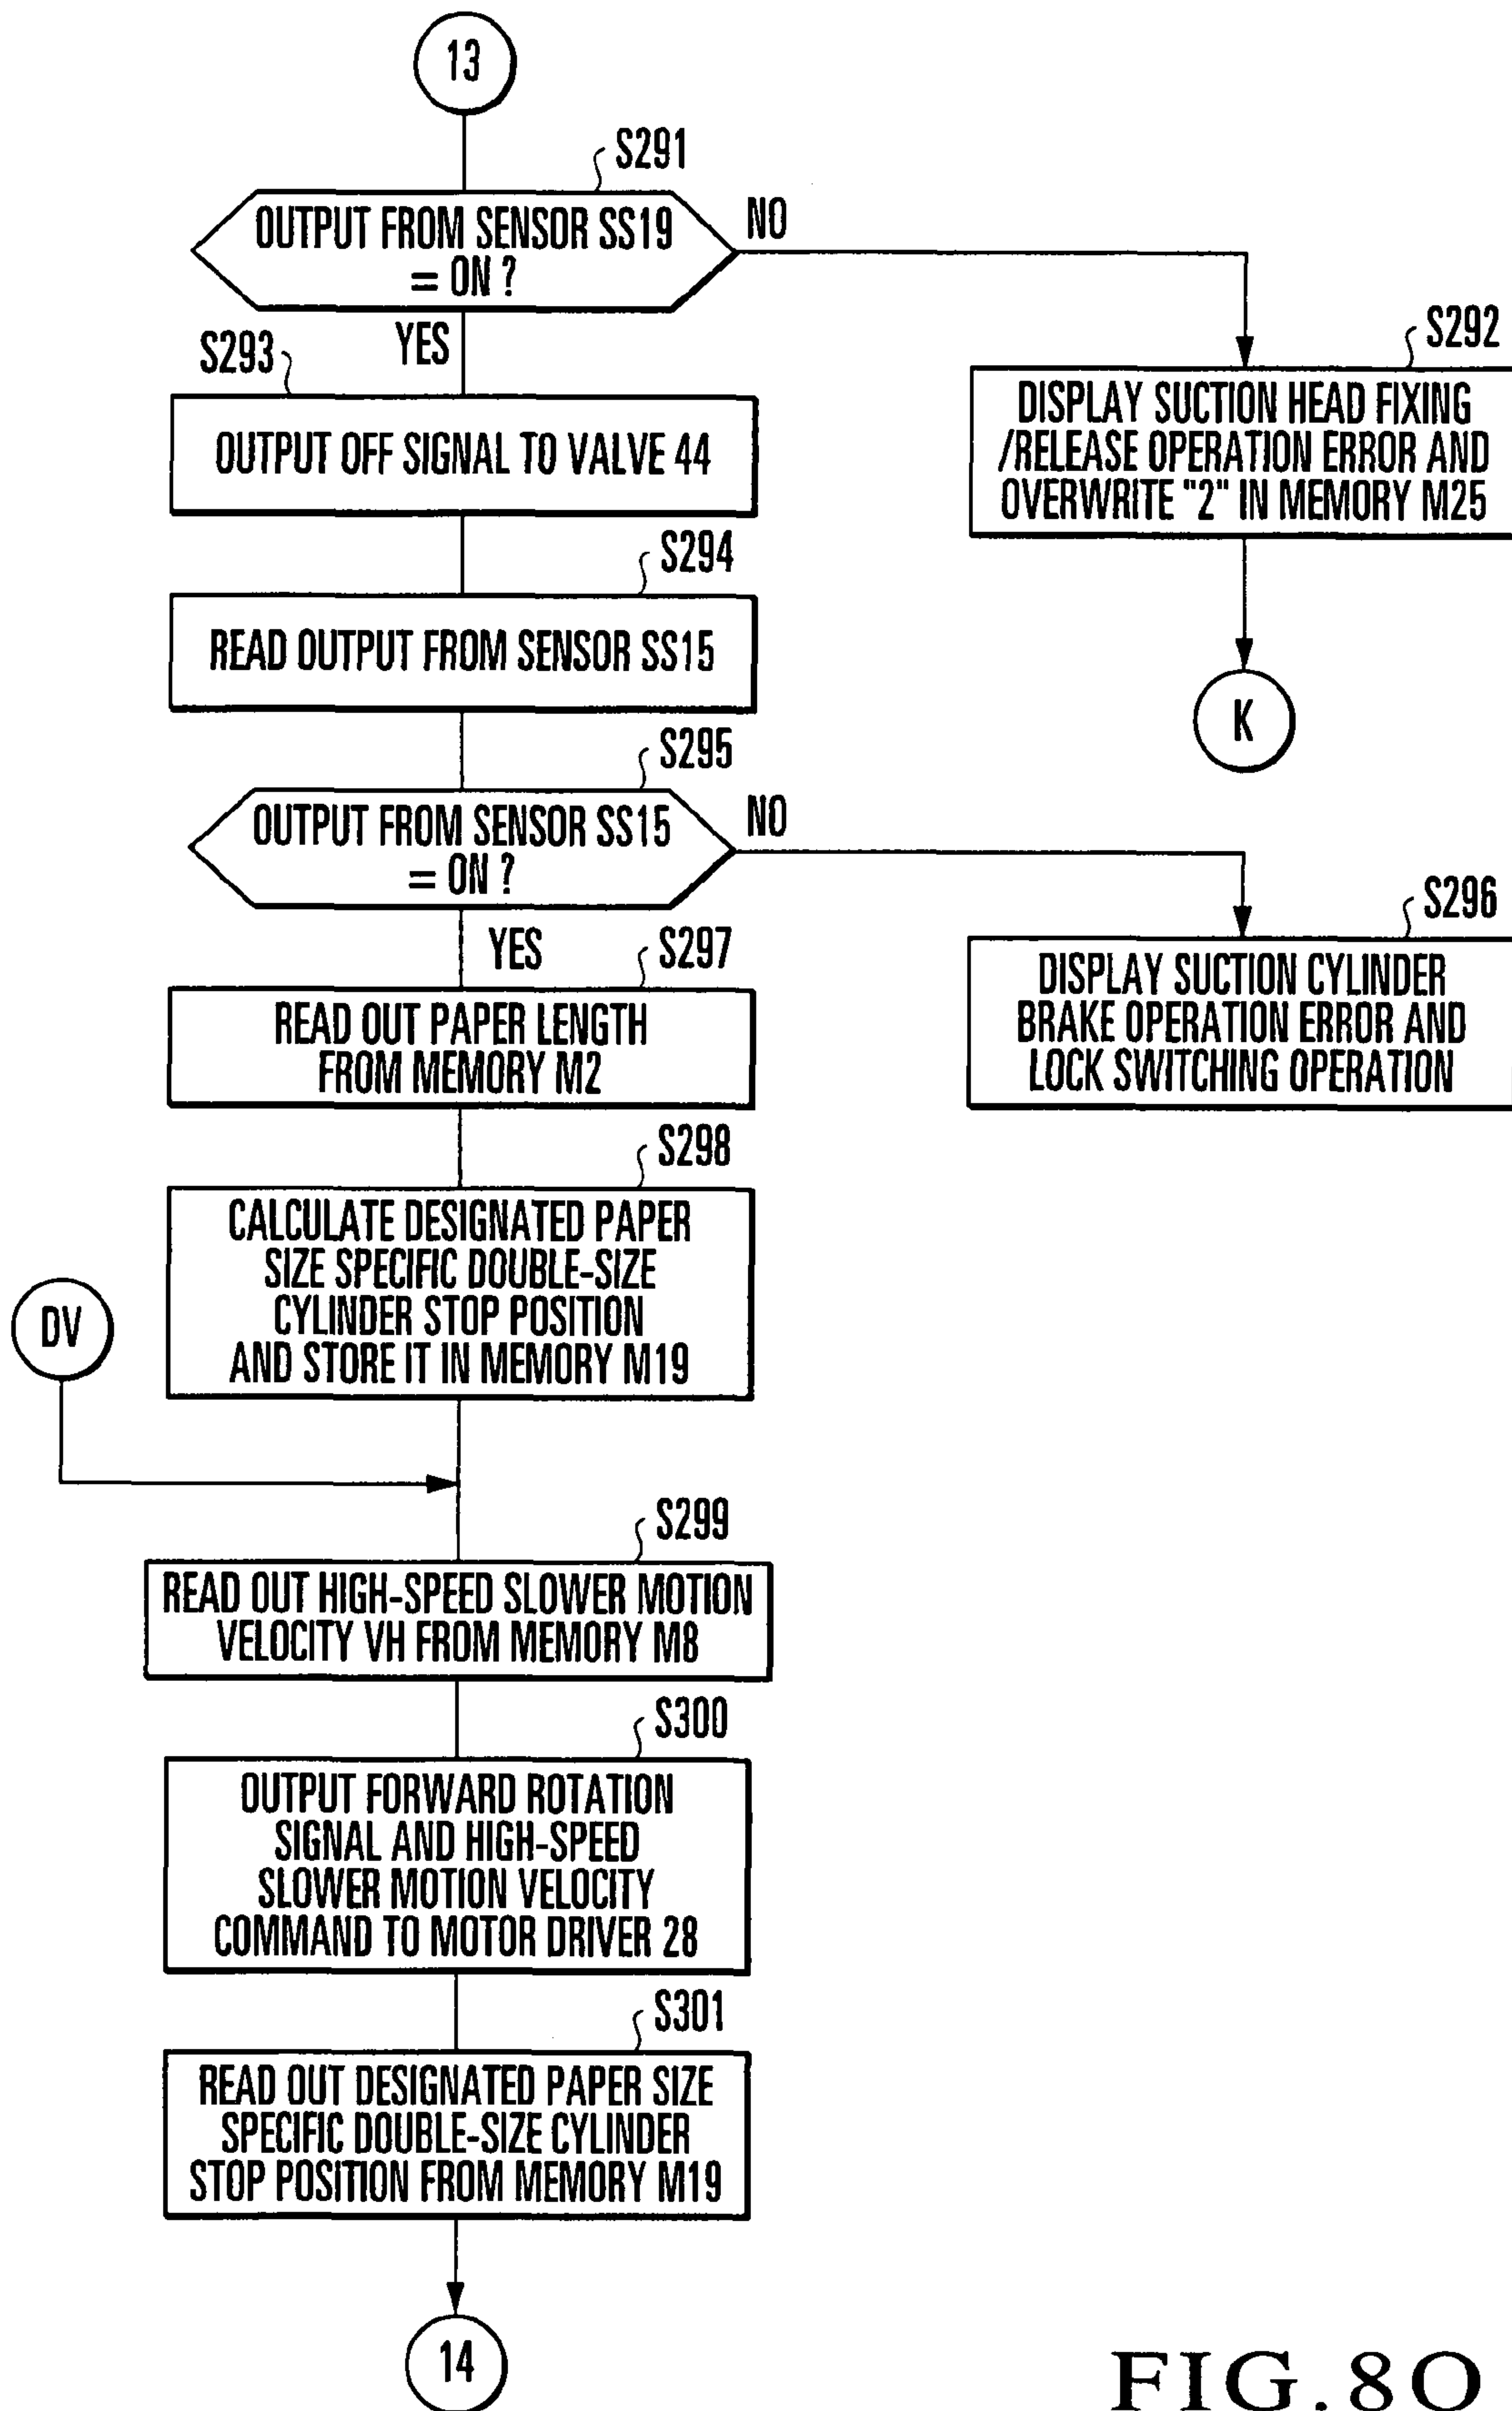 13
S291
OUTPUT FROM SENSOR SS19
= ON ?
NO
YES
S292
DISPLAY SUCTION HEAD FIXING
/RELEASE OPERATION ERROR AND
OVERWRITE "2" IN MEMORY M25
K
S293
OUTPUT OFF SIGNAL TO VALVE 44
S294
READ OUTPUT FROM SENSOR SS15
S295
OUTPUT FROM SENSOR SS15
= ON ?
NO
YES
S296
DISPLAY SUCTION CYLINDER
BRAKE OPERATION ERROR AND
LOCK SWITCHING OPERATION
S297
READ OUT PAPER LENGTH
FROM MEMORY M2
S298
CALCULATE DESIGNATED PAPER
SIZE SPECIFIC DOUBLE-SIZE
CYLINDER STOP POSITION
AND STORE IT IN MEMORY M19
DV
S299
READ OUT HIGH-SPEED SLOWER MOTION
VELOCITY VH FROM MEMORY M8
S300
OUTPUT FORWARD ROTATION
SIGNAL AND HIGH-SPEED
SLOWER MOTION VELOCITY
COMMAND TO MOTOR DRIVER 28
S301
READ OUT DESIGNATED PAPER SIZE
SPECIFIC DOUBLE-SIZE CYLINDER
STOP POSITION FROM MEMORY M19
14
FIG.8O